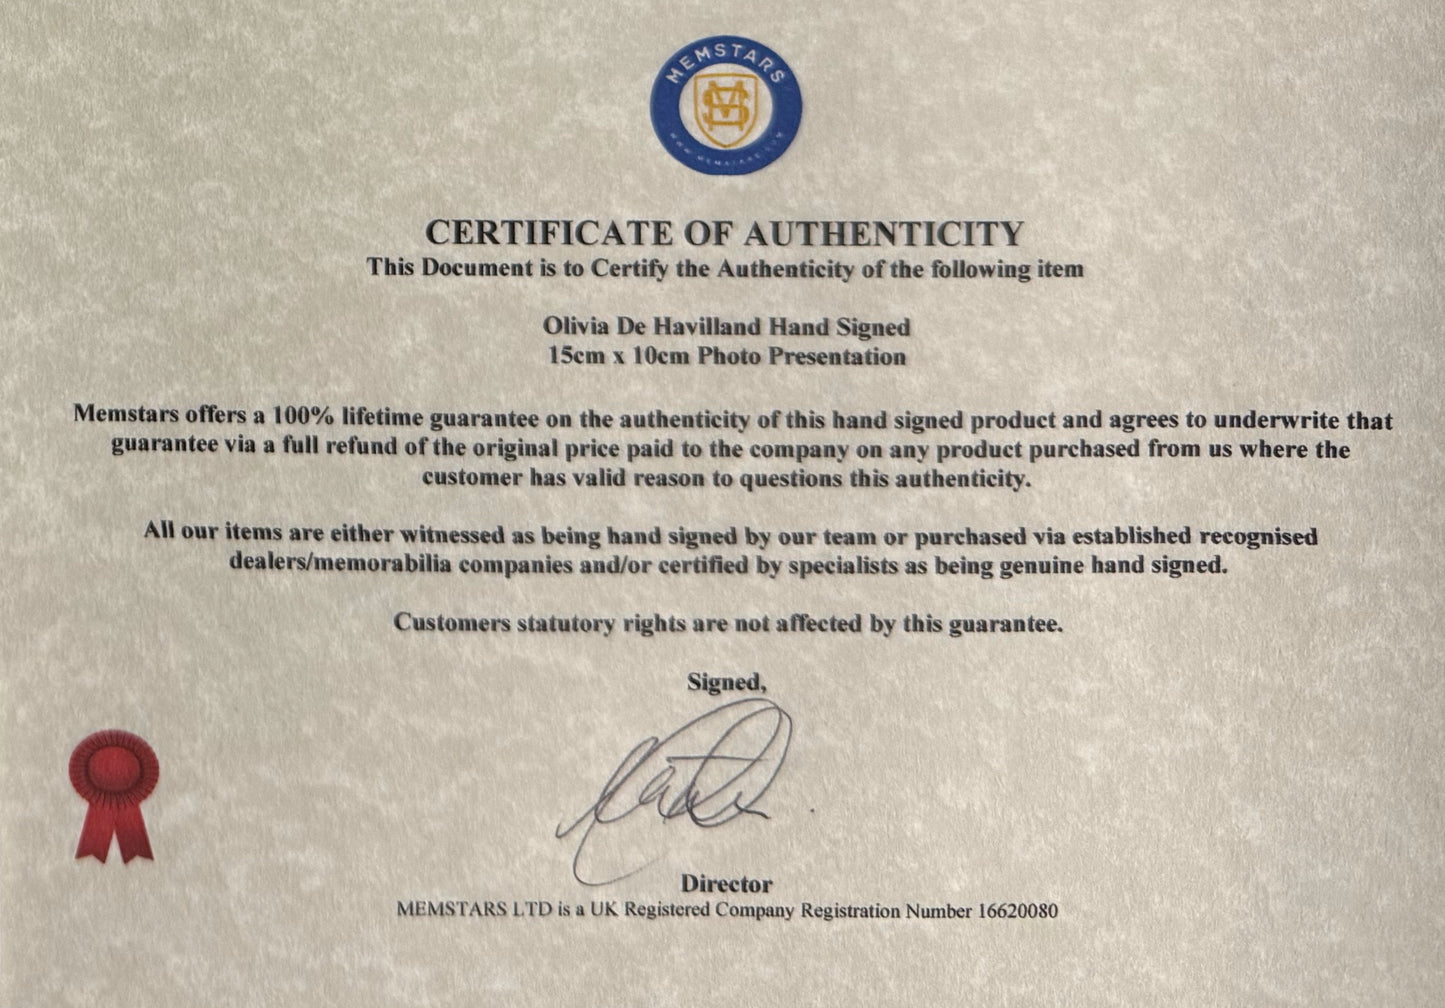 MEMSTARS
MS
WWW.MEMSTARS.COM
CERTIFICATE OF AUTHENTICITY
This Document is to Certify the Authenticity of the following item
Olivia De Havilland Hand Signed
15cm x 10cm Photo Presentation
Memstars offers a 100% lifetime guarantee on the authenticity of this hand signed product and agrees to underwrite that
guarantee via a full refund of the original price paid to the company on any product purchased from us where the
customer has valid reason to questions this authenticity.
All our items are either witnessed as being hand signed by our team or purchased via established recognised
dealers/memorabilia companies and/or certified by specialists as being genuine hand signed.
Customers statutory rights are not affected by this guarantee.
Signed,
Director
MEMSTARS LTD is a UK Registered Company Registration Number 16620080